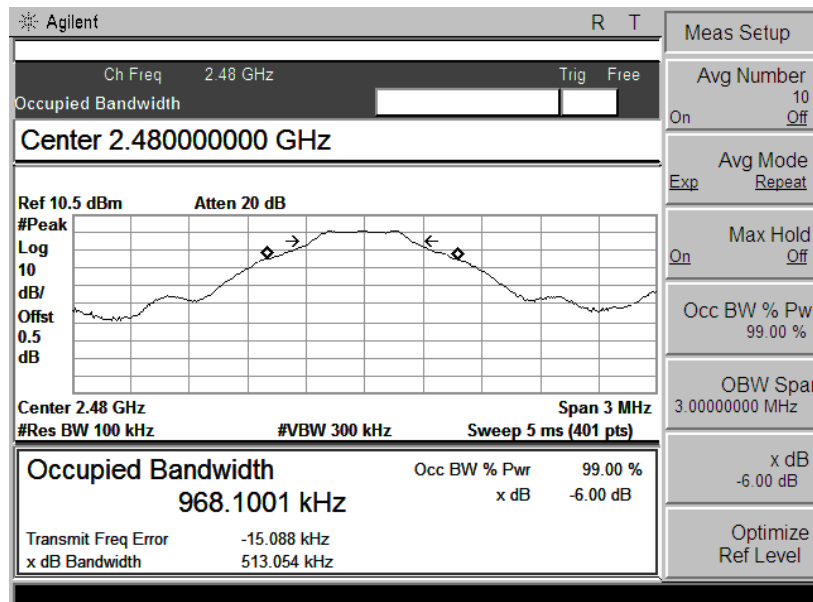 Agilent R T
Ch Freq 2.48 GHz Trig Free
Occupied Bandwidth
Center 2.480000000 GHz
Ref 10.5 dBm Atten 20 dB
#Peak
Log
10
dB/
Offst
0.5
dB
Center 2.48 GHz Span 3 MHz
#Res BW 100 kHz #VBW 300 kHz Sweep 5 ms (401 pts)
Occupied Bandwidth Occ BW % Pwr 99.00 %
968.1001 kHz x dB -6.00 dB
Transmit Freq Error -15.088 kHz
x dB Bandwidth 513.054 kHz
Meas Setup
Avg Number
10
On Off
Avg Mode
Exp Repeat
Max Hold
On Off
Occ BW % Pw
99.00 %
OBW Spa
3.00000000 MHz
x dB
-6.00 dB
Optimize
Ref Level